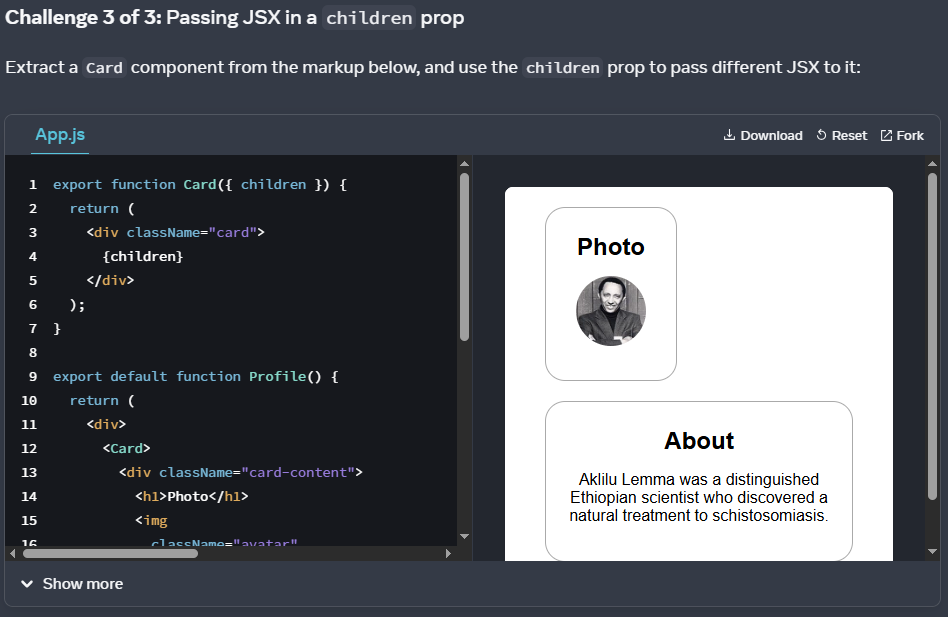 Challenge 3 of 3: Passing JSX in a children prop
Extract a Card component from the markup below, and use the children prop to pass different JSX to it:
App.js
Download Reset Fork
1 export function Card({ children }) {
2 return (
3 <div className="card">
4 {children}
5 </div>
6 );
7 }
8
9 export default function Profile() {
10 return (
11 <div>
12 <Card>
13 <div className="card-content">
14 <h1>Photo</h1>
15 <img
16 className="avatar"
Photo
About
Aklilu Lemma was a distinguished
Ethiopian scientist who discovered a
natural treatment to schistosomiasis.
Show more